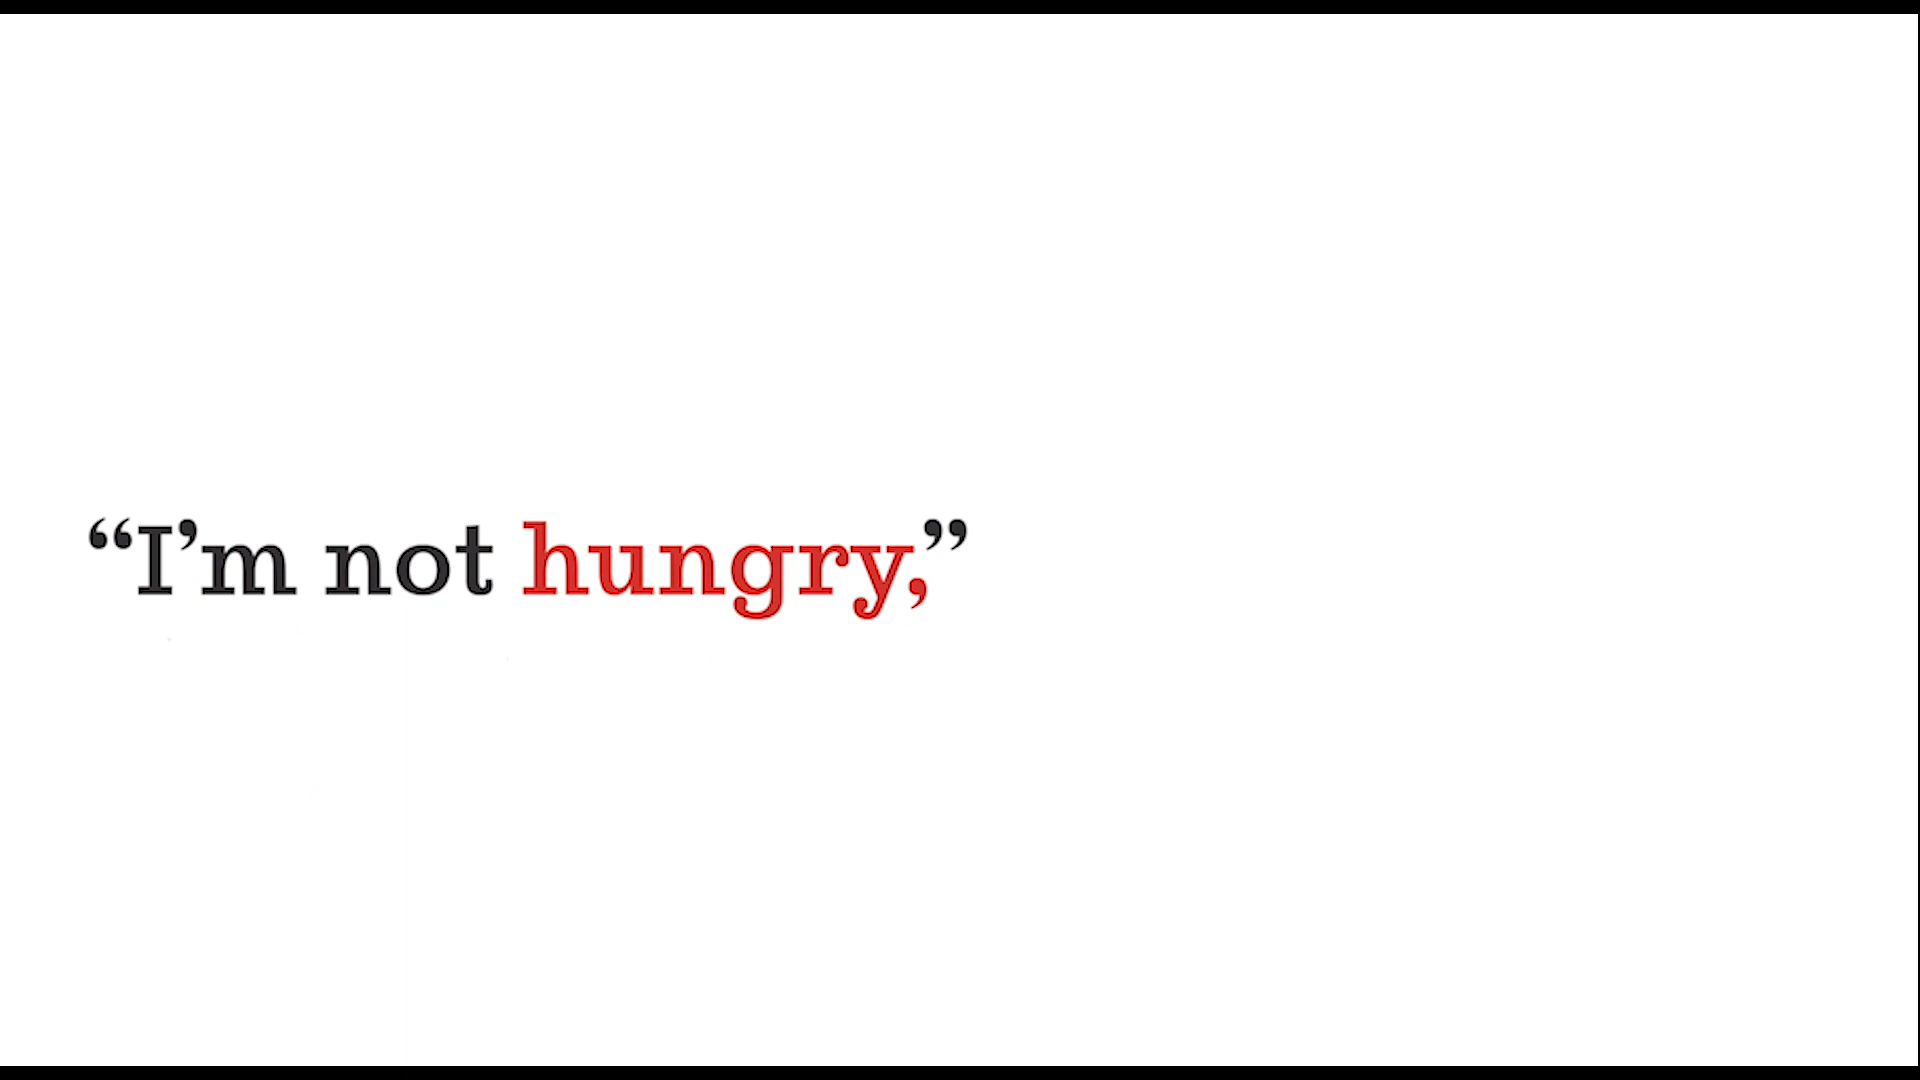 “I’m not hungry,”